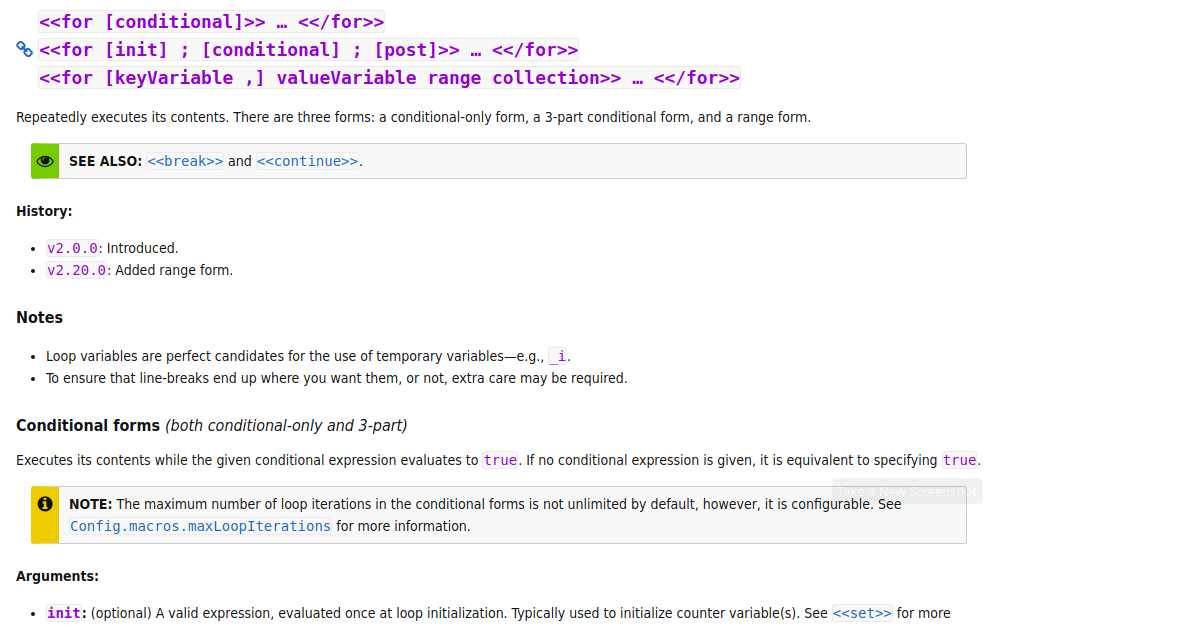 <<for [conditional]>> … <</for>>
<<for [init] ; [conditional] ; [post]>> … <</for>>
<<for [keyVariable ,] valueVariable range collection>> … <</for>>
Repeatedly executes its contents. There are three forms: a conditional-only form, a 3-part conditional form, and a range form.
SEE ALSO: <<break>> and <<continue>>.
History:
• v2.0.0: Introduced.
• v2.20.0: Added range form.
Notes
• Loop variables are perfect candidates for the use of temporary variables—e.g., _i.
• To ensure that line-breaks end up where you want them, or not, extra care may be required.
Conditional forms (both conditional-only and 3-part)
Executes its contents while the given conditional expression evaluates to true. If no conditional expression is given, it is equivalent to specifying true.
Take a New Screenshot
NOTE: The maximum number of loop iterations in the conditional forms is not unlimited by default, however, it is configurable. See
Config.macros.maxLoopIterations for more information.
Arguments:
• init: (optional) A valid expression, evaluated once at loop initialization. Typically used to initialize counter variable(s). See <<set>> for more